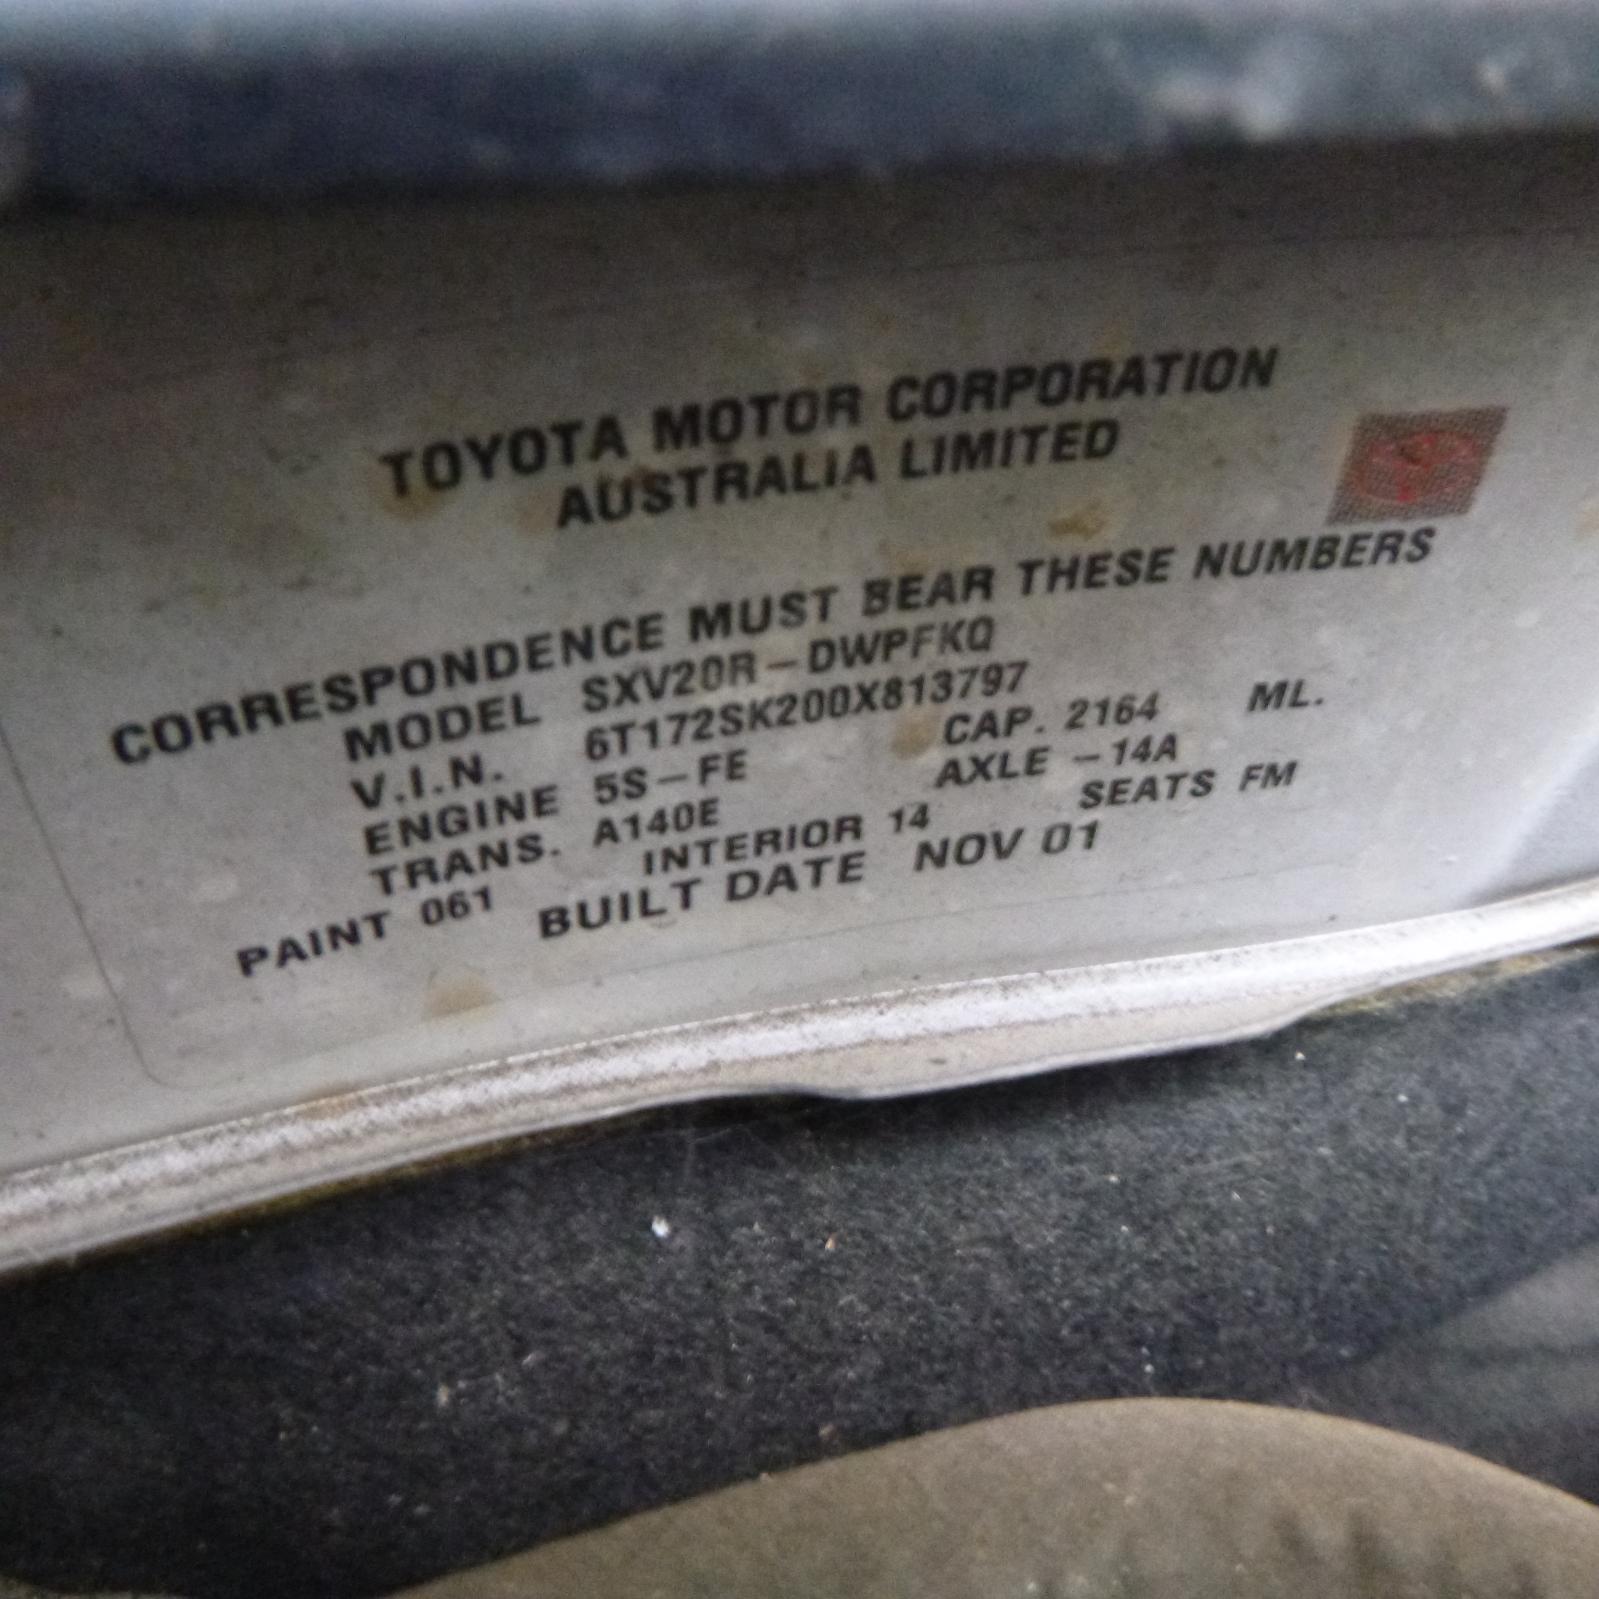 TOYOTA MOTOR CORPORATION
AUSTRALIA LIMITED
CORRESPONDENCE MUST BEAR THESE NUMBERS
MODEL SXV20R-DWPFKQ
V.I.N. 6T172SK200X813797
ENGINE 5S-FE CAP. 2164 ML.
TRANS. A140E AXLE -14A
PAINT 061 INTERIOR 14 SEATS FM
BUILT DATE NOV 01